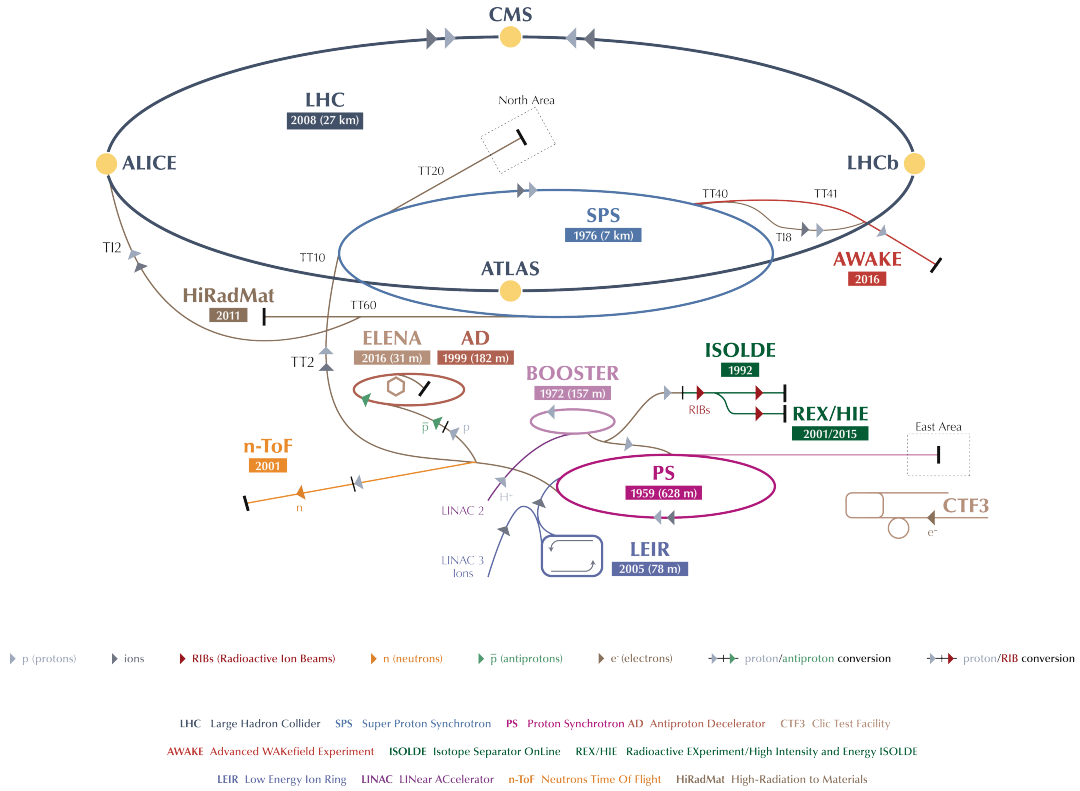 CMS
LHC
2008 (27 km)
North Area
ALICE
LHCb
TT20
TT40
TT41
SPS
1976 (7 km)
TI2
TI8
TT10
ATLAS
AWAKE
2016
HiRadMat
2011
TT60
ELENA
2016 (31 m)
AD
1999 (182 m)
TT2
BOOSTER
1972 (157 m)
ISOLDE
1992
RIBs
REX/HIE
2001/2015
p̅
p
East Area
n-ToF
2001
n
PS
1959 (628 m)
H⁻
LINAC 2
CTF3
e⁻
LINAC 3
Ions
LEIR
2005 (78 m)
p (protons)
ions
RIBs (Radioactive Ion Beams)
n (neutrons)
p̅ (antiprotons)
e⁻ (electrons)
proton/antiproton conversion
proton/RIB conversion
LHC Large Hadron Collider SPS Super Proton Synchrotron PS Proton Synchrotron AD Antiproton Decelerator CTF3 Clic Test Facility
AWAKE Advanced WAKefield Experiment ISOLDE Isotope Separator OnLine REX/HIE Radioactive EXperiment/High Intensity and Energy ISOLDE
LEIR Low Energy Ion Ring LINAC LINear ACcelerator n-ToF Neutrons Time Of Flight HiRadMat High-Radiation to Materials